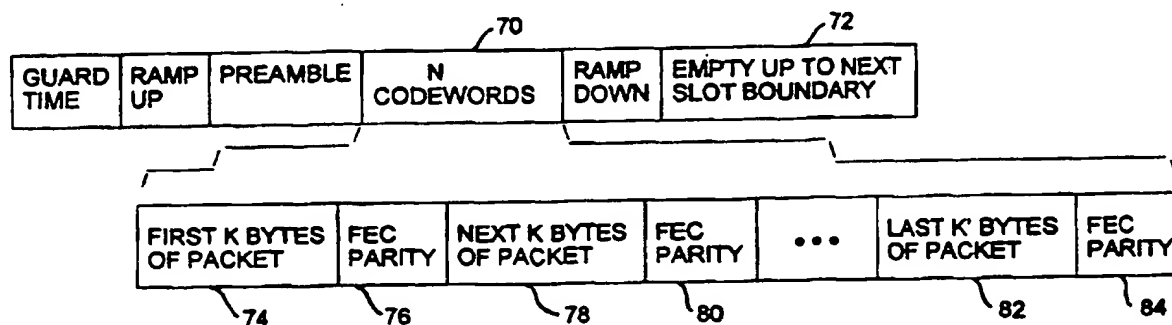 70
72
GUARD TIME
RAMP UP
PREAMBLE
N CODEWORDS
RAMP DOWN
EMPTY UP TO NEXT SLOT BOUNDARY
FIRST K BYTES OF PACKET
FEC PARITY
NEXT K BYTES OF PACKET
FEC PARITY
•••
LAST K' BYTES OF PACKET
FEC PARITY
74
76
78
80
82
84